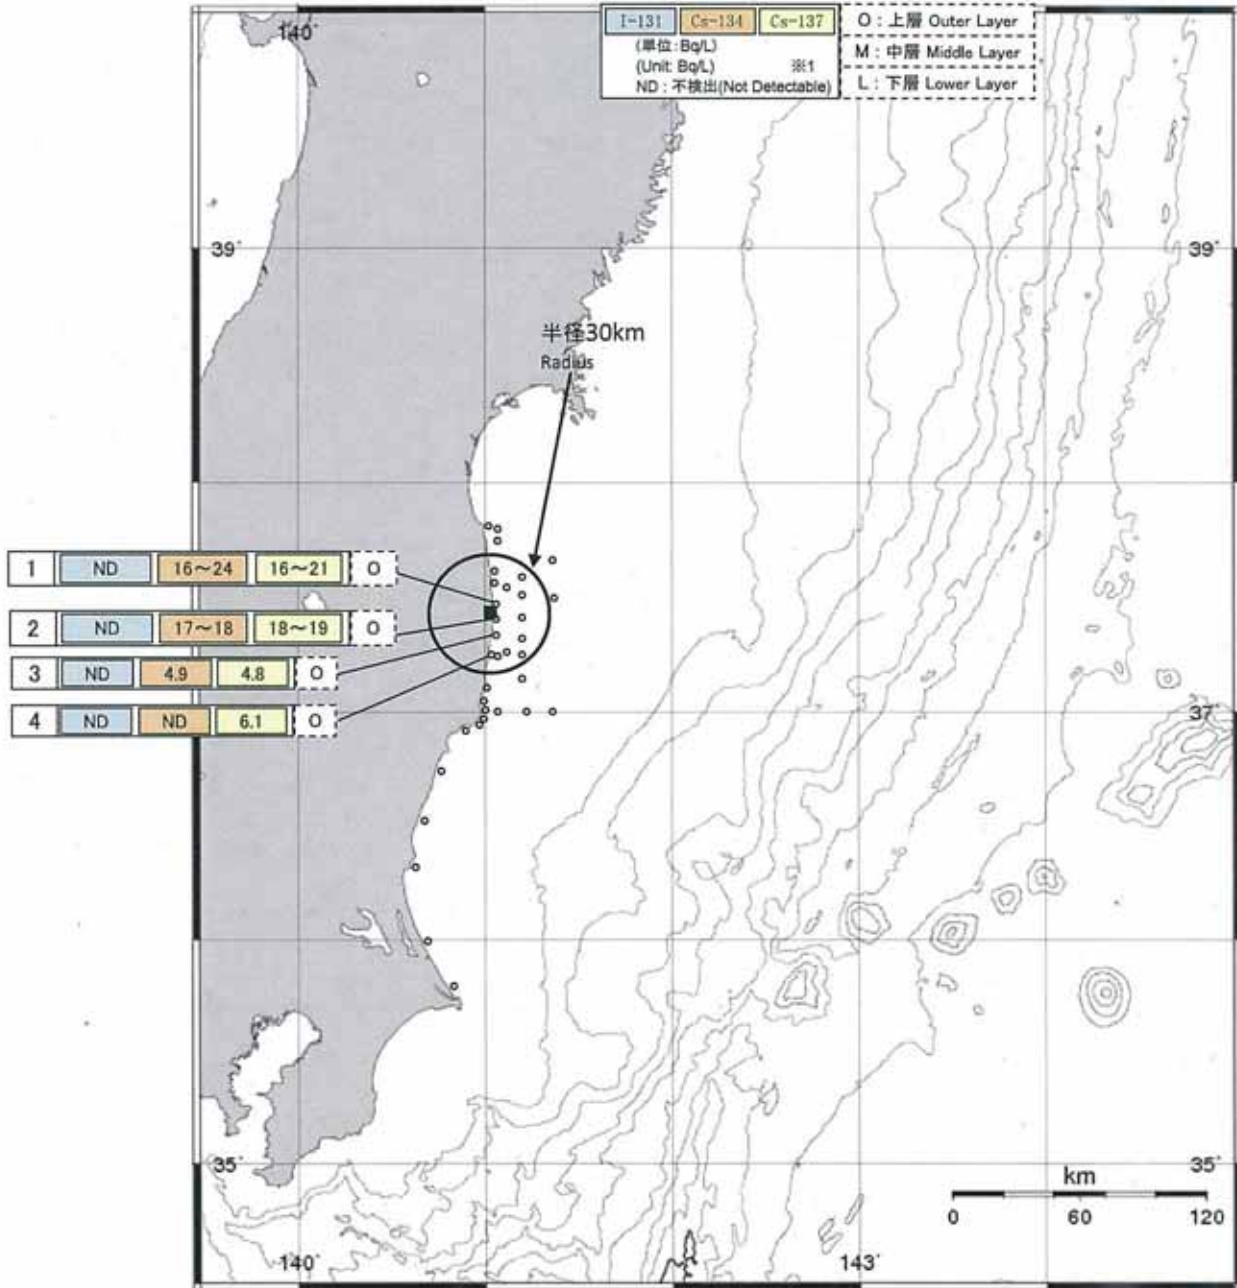 140°
I-131 Cs-134 Cs-137
(単位:Bq/L)
(Unit: Bq/L) ※1
ND : 不検出(Not Detectable)
O : 上層 Outer Layer
M : 中層 Middle Layer
L : 下層 Lower Layer
39° 39°
半径30km
Radius
1 ND 16～24 16～21 O
2 ND 17～18 18～19 O
3 ND 4.9 4.8 O
4 ND ND 6.1 O
37°
35° 35°
km
0 60 120
140° 143°